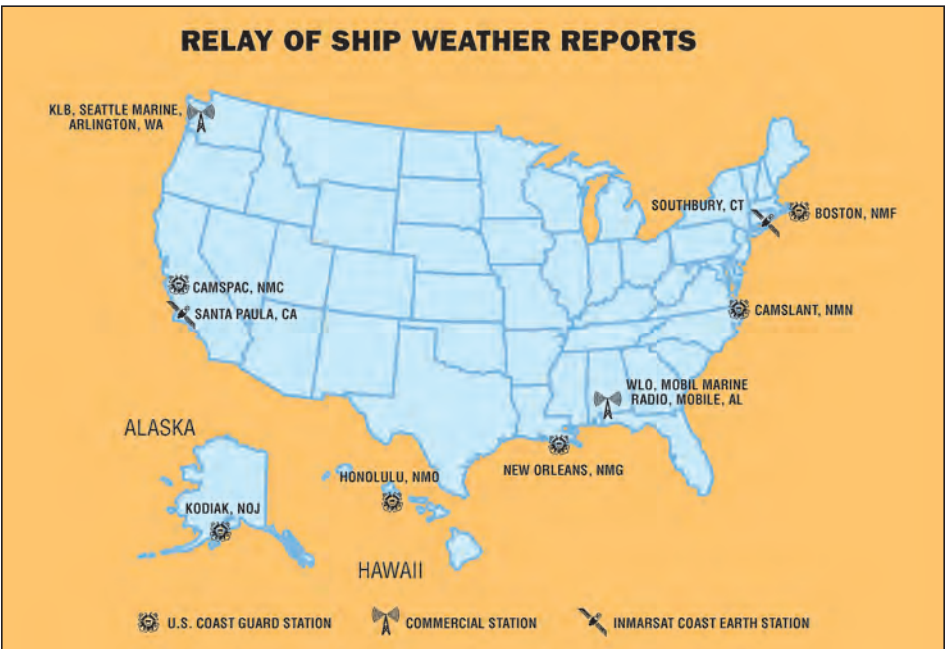 RELAY OF SHIP WEATHER REPORTS
KLB, SEATTLE MARINE,
ARLINGTON, WA
SOUTHBURY, CT
BOSTON, NMF
CAMSPAC, NMC
SANTA PAULA, CA
CAMSLANT, NMN
WLO, MOBIL MARINE
RADIO, MOBILE, AL
ALASKA
NEW ORLEANS, NMG
HONOLULU, NMO
KODIAK, NOJ
HAWAII
U.S. COAST GUARD STATION
COMMERCIAL STATION
INMARSAT COAST EARTH STATION